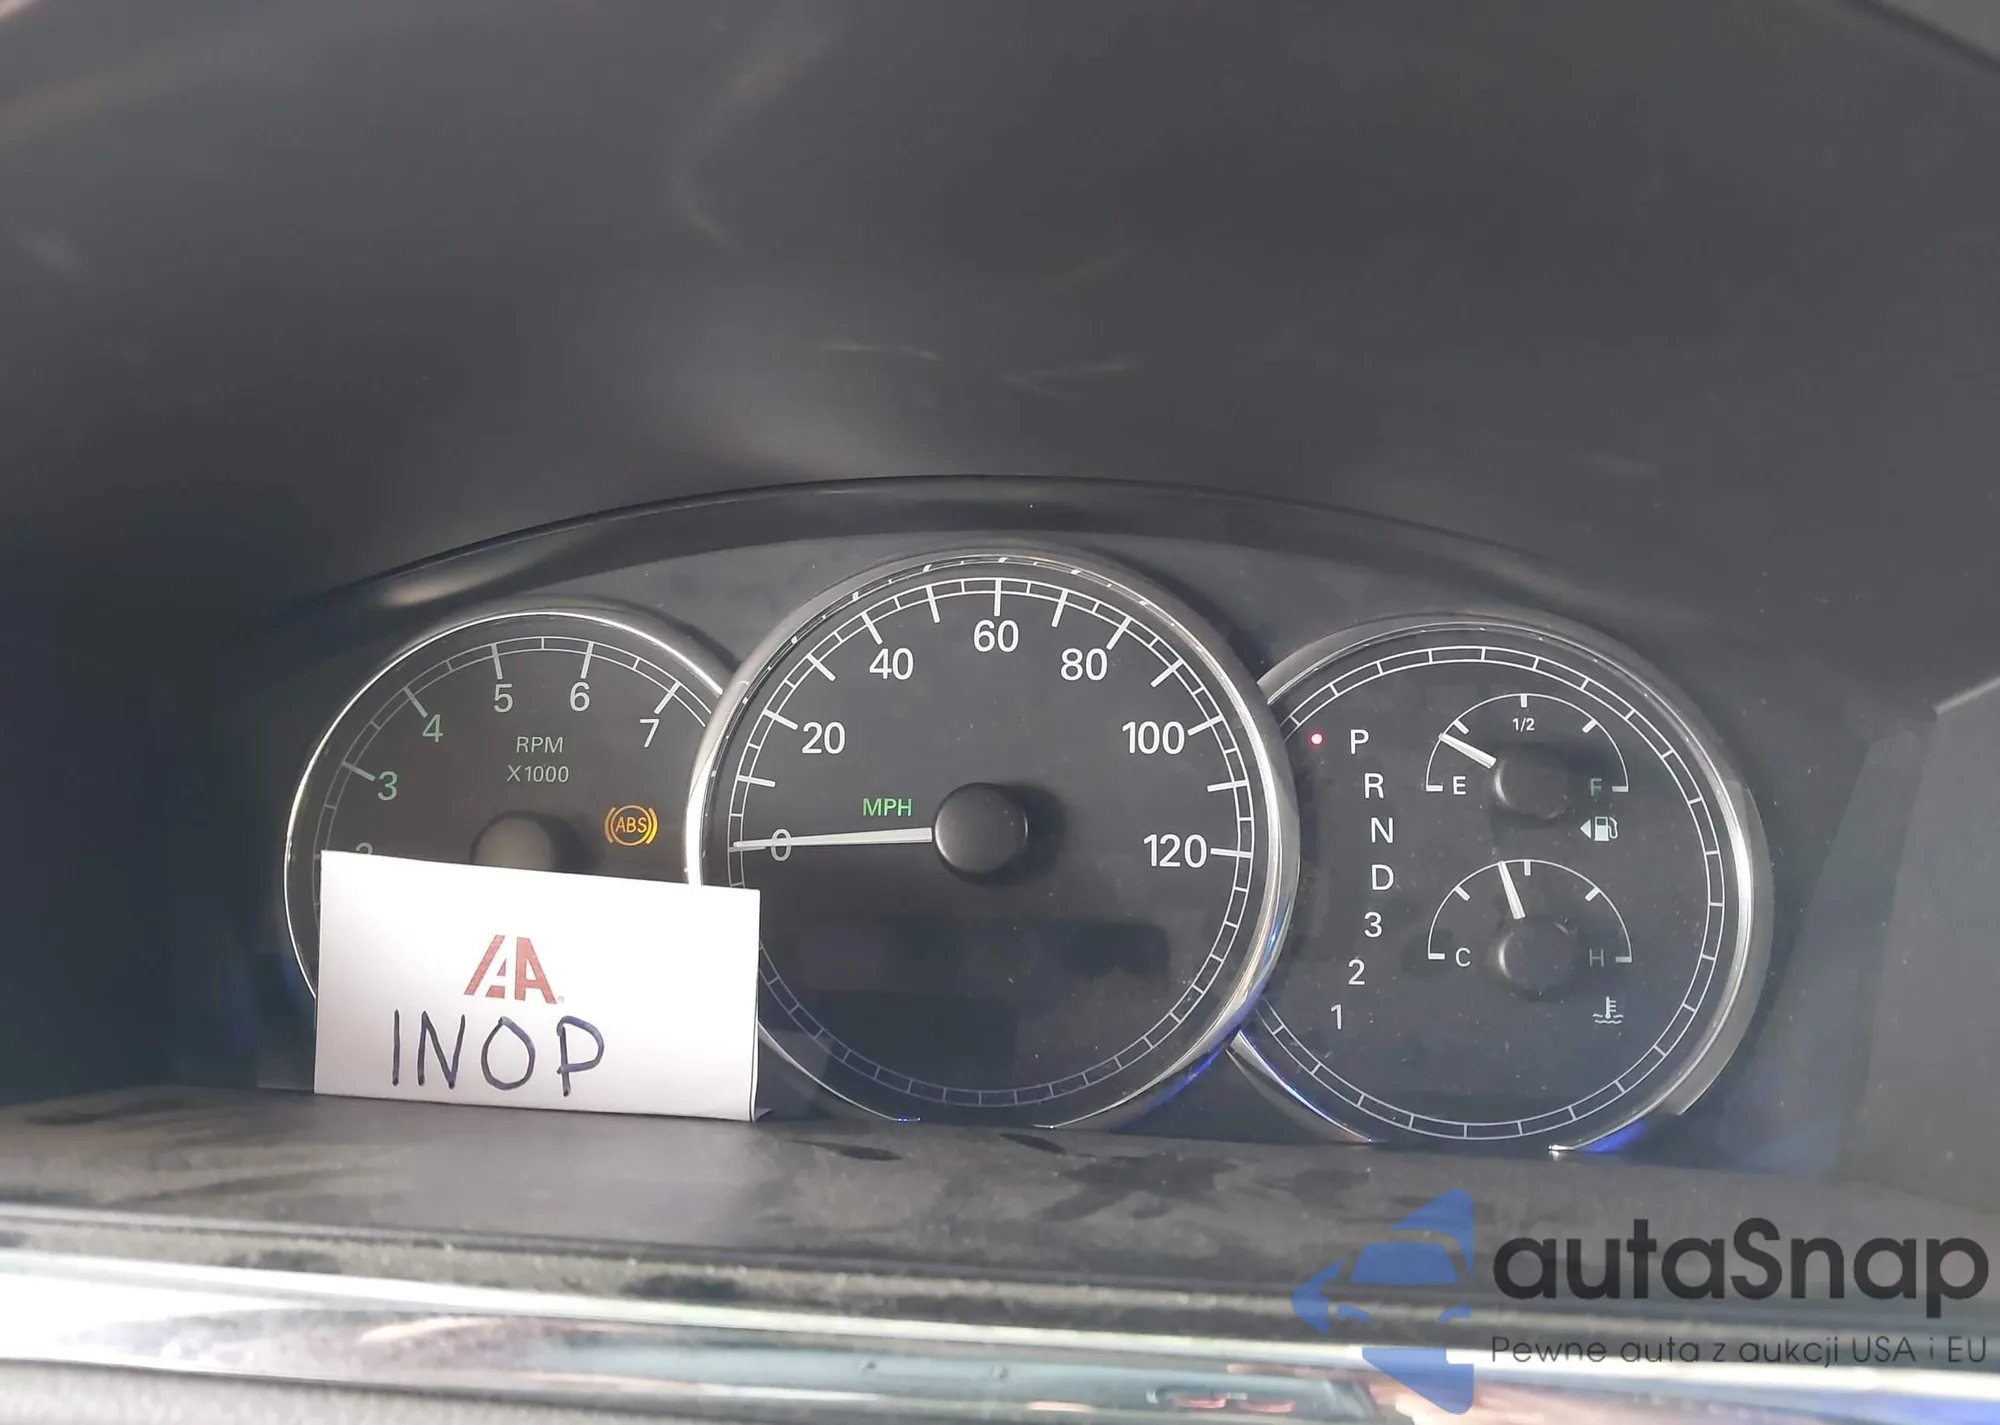 5 6
4 7
3
RPM
X1000
ABS
IAA
INOP
60
40 80
20 100
MPH
0 120
P
R
N
D
3
2
1
1/2
E F
C H
autaSnap
Pewne auta z aukcji USA i EU